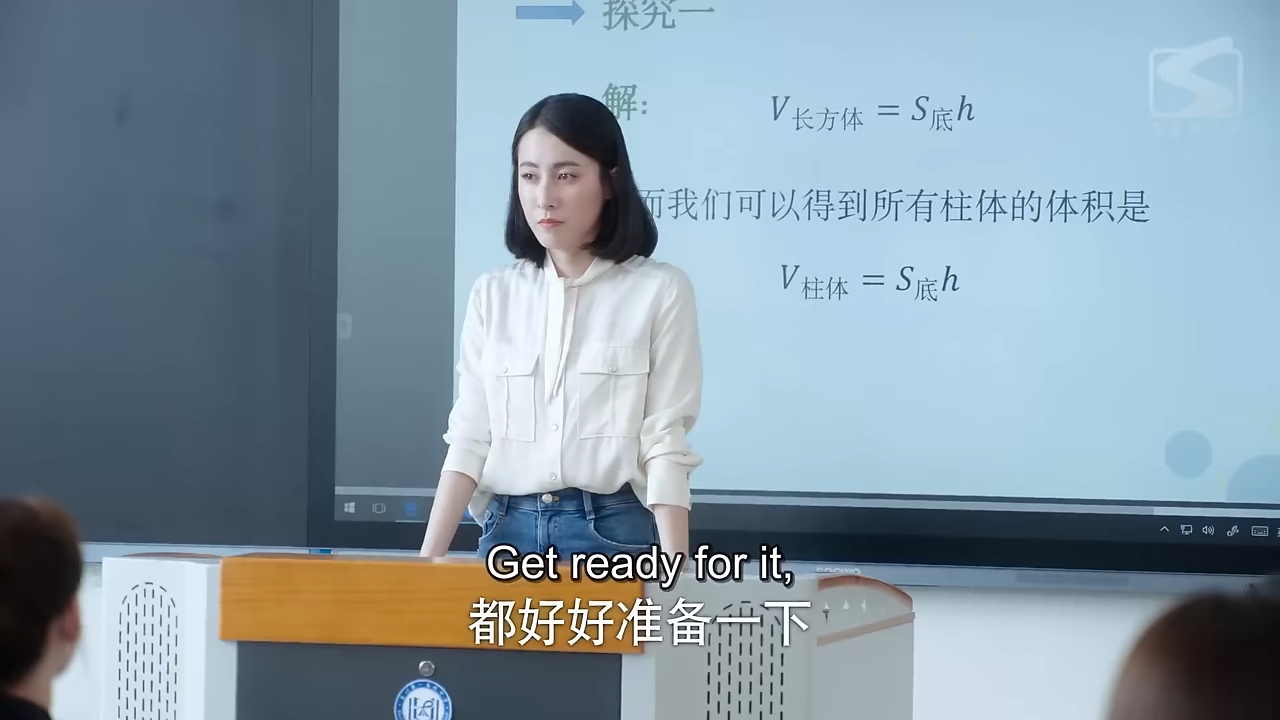 探究一
解:
V长方体 = S底h
而我们可以得到所有柱体的体积是
V柱体 = S底h
Get ready for it,
都好好准备一下